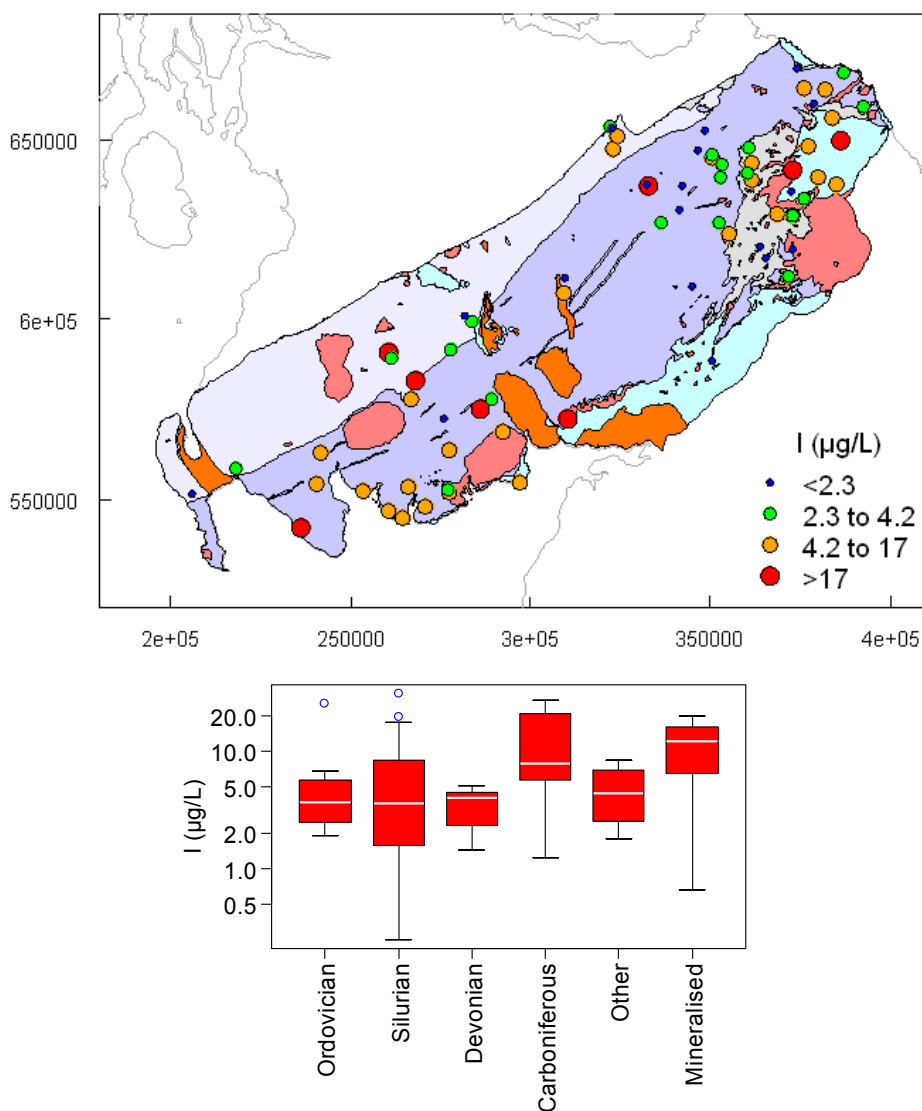 650000
6e+05
550000
I (µg/L)
<2.3
2.3 to 4.2
4.2 to 17
>17
2e+05
250000
3e+05
350000
4e+05
I (µg/L)
20.0
10.0
5.0
2.0
1.0
0.5
Ordovician
Silurian
Devonian
Carboniferous
Other
Mineralised